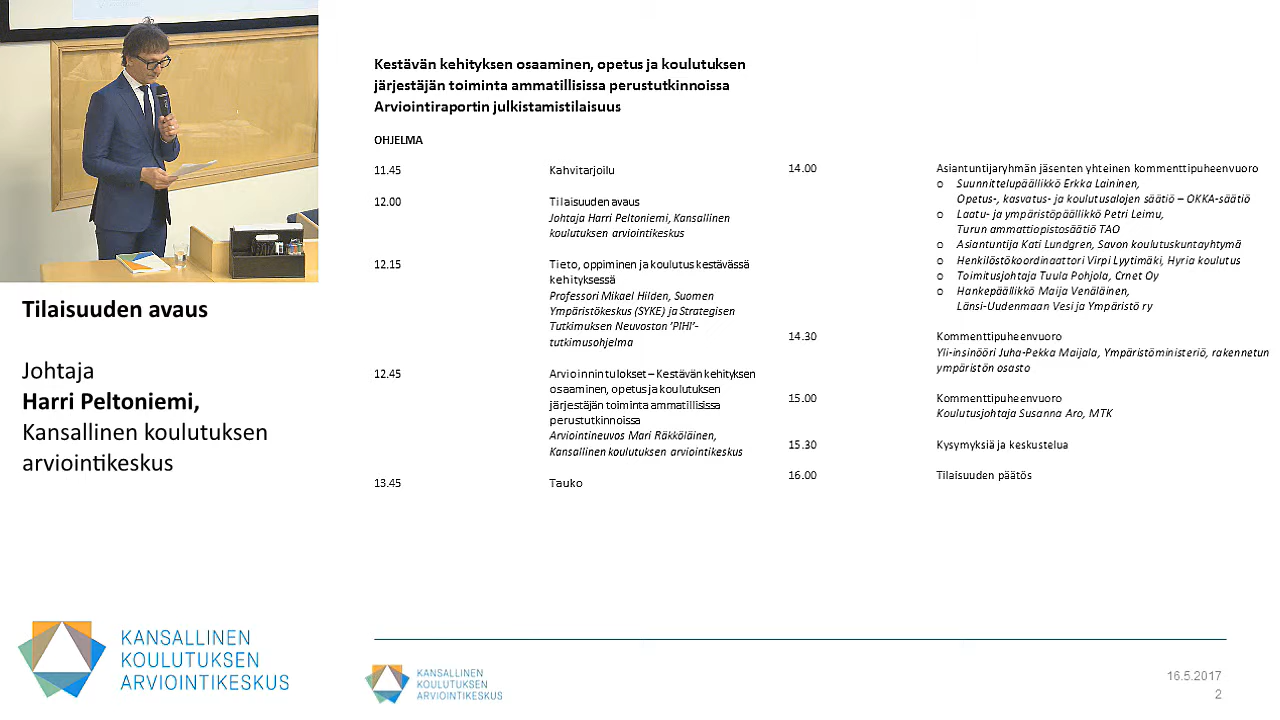 Tilaisuuden avaus
Johtaja
Harri Peltoniemi,
Kansallinen koulutuksen
arviointikeskus
KANSALLINEN
KOULUTUKSEN
ARVIOINTIKESKUS
Kestävän kehityksen osaaminen, opetus ja koulutuksen
järjestäjän toiminta ammatillisissa perustutkinnoissa
Arviointiraportin julkistamistilaisuus
OHJELMA
11.45 Kahvitarjoilu
12.00 Tilaisuuden avaus
Johtaja Harri Peltoniemi, Kansallinen
koulutuksen arviointikeskus
12.15 Tieto, oppiminen ja koulutus kestävässä
kehityksessä
Professori Mikael Hilden, Suomen
Ympäristökeskus (SYKE) ja Strategisen
Tutkimuksen Neuvoston ’PIHI’-
tutkimusohjelma
12.45 Arvioinnin tulokset – Kestävän kehityksen
osaaminen, opetus ja koulutuksen
järjestäjän toiminta ammatillisissa
perustutkinnoissa
Arviointineuvos Mari Räkköläinen,
Kansallinen koulutuksen arviointikeskus
13.45 Tauko
14.00 Asiantuntijaryhmän jäsenten yhteinen kommenttipuheenvuoro
o Suunnittelupäällikkö Erkka Laininen,
Opetus-, kasvatus- ja koulutusalojen säätiö – OKKA-säätiö
o Laatu- ja ympäristöpäällikkö Petri Leimu,
Turun ammattiopistosäätiö TAO
o Asiantuntija Kati Lundgren, Savon koulutuskuntayhtymä
o Henkilöstökoordinaattori Virpi Lyytimäki, Hyria koulutus
o Toimitusjohtaja Tuula Pohjola, Crnet Oy
o Hankepäällikkö Maija Venäläinen,
Länsi-Uudenmaan Vesi ja Ympäristö ry
14.30 Kommenttipuheenvuoro
Yli-insinööri Juha-Pekka Maijala, Ympäristöministeriö, rakennetun
ympäristön osasto
15.00 Kommenttipuheenvuoro
Koulutusjohtaja Susanna Aro, MTK
15.30 Kysymyksiä ja keskustelua
16.00 Tilaisuuden päätös
KANSALLINEN
KOULUTUKSEN
ARVIOINTIKESKUS
16.5.2017
2